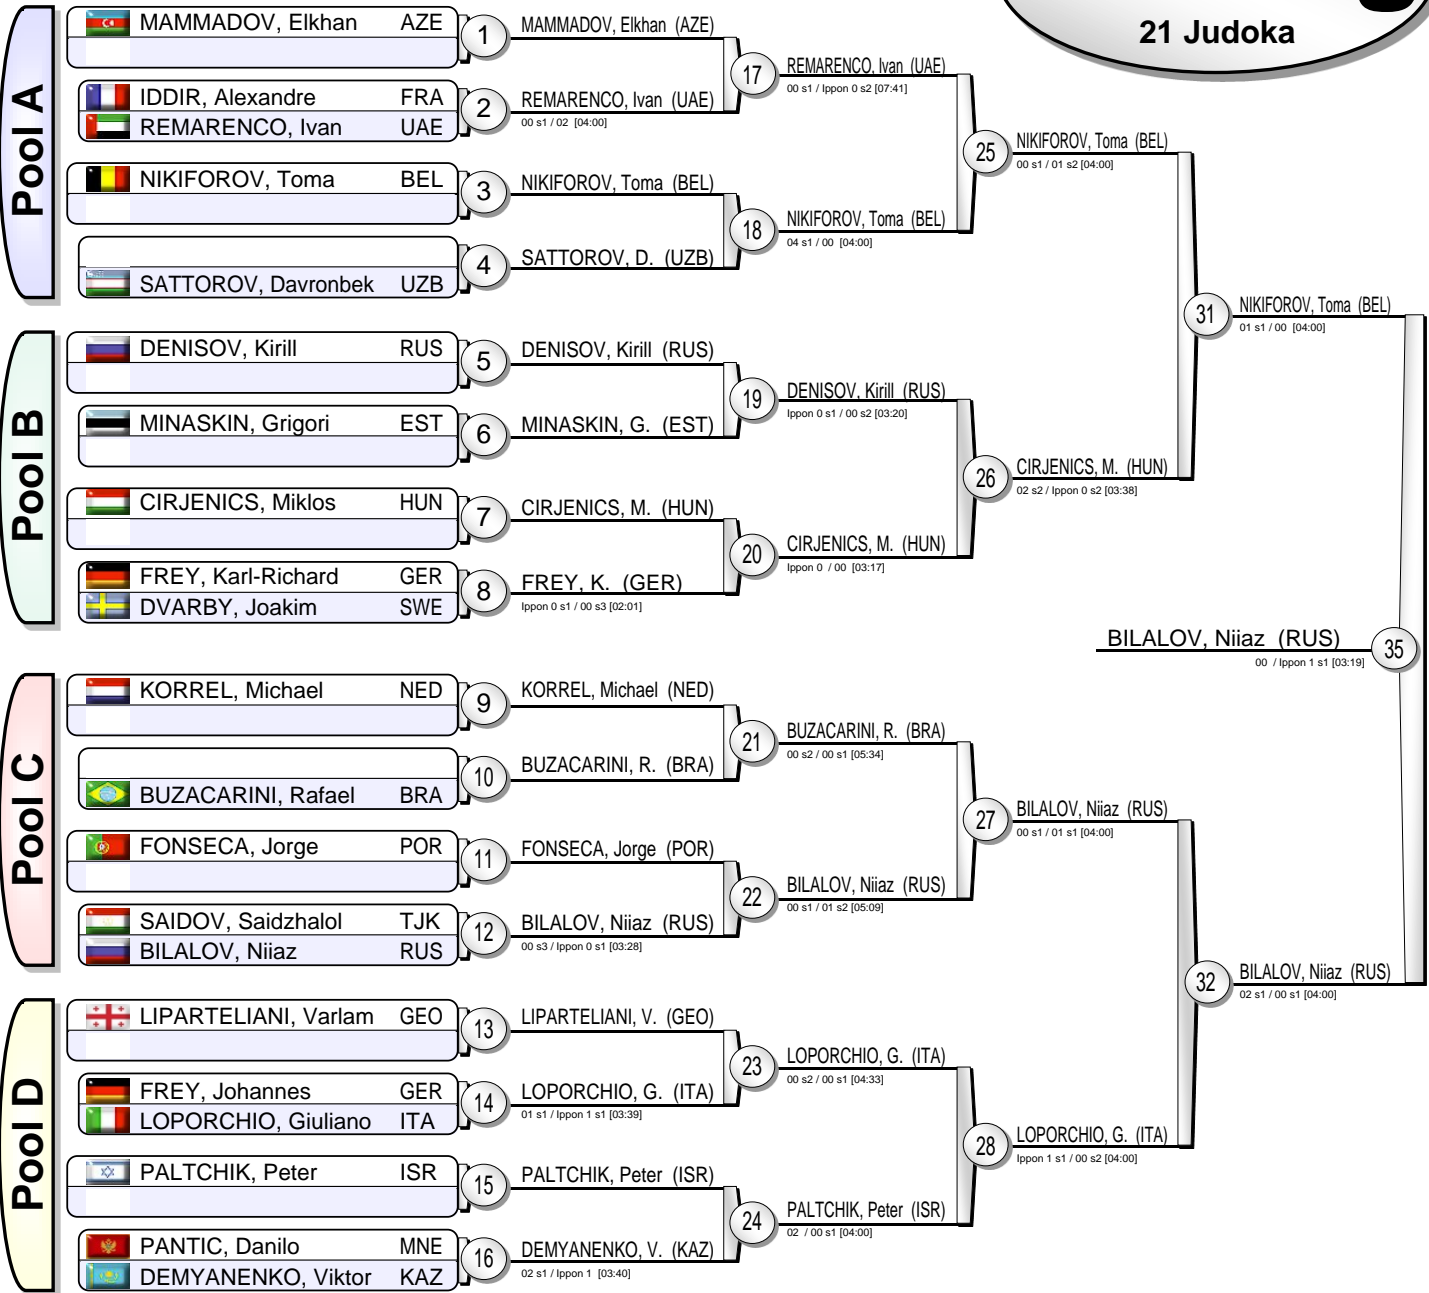 21 Judoka
Pool A
MAMMADOV, Elkhan AZE
1
MAMMADOV, Elkhan (AZE)
IDDIR, Alexandre FRA
REMARENCO, Ivan UAE
2
REMARENCO, Ivan (UAE)
00 s1 / 02 [04:00]
17
REMARENCO, Ivan (UAE)
00 s1 / Ippon 0 s2 [07:41]
NIKIFOROV, Toma BEL
3
NIKIFOROV, Toma (BEL)
SATTOROV, Davronbek UZB
4
SATTOROV, D. (UZB)
18
NIKIFOROV, Toma (BEL)
04 s1 / 00 [04:00]
25
NIKIFOROV, Toma (BEL)
00 s1 / 01 s2 [04:00]
Pool B
DENISOV, Kirill RUS
5
DENISOV, Kirill (RUS)
MINASKIN, Grigori EST
6
MINASKIN, G. (EST)
19
DENISOV, Kirill (RUS)
Ippon 0 s1 / 00 s2 [03:20]
CIRJENICS, Miklos HUN
7
CIRJENICS, M. (HUN)
FREY, Karl-Richard GER
DVARBY, Joakim SWE
8
FREY, K. (GER)
Ippon 0 s1 / 00 s3 [02:01]
20
CIRJENICS, M. (HUN)
Ippon 0 / 00 [03:17]
26
CIRJENICS, M. (HUN)
02 s2 / Ippon 0 s2 [03:38]
31
NIKIFOROV, Toma (BEL)
01 s1 / 00 [04:00]
BILALOV, Niiaz (RUS)
00 / Ippon 1 s1 [03:19]
35
Pool C
KORREL, Michael NED
9
KORREL, Michael (NED)
BUZACARINI, Rafael BRA
10
BUZACARINI, R. (BRA)
21
BUZACARINI, R. (BRA)
00 s2 / 00 s1 [05:34]
FONSECA, Jorge POR
11
FONSECA, Jorge (POR)
SAIDOV, Saidzhalol TJK
BILALOV, Niiaz RUS
12
BILALOV, Niiaz (RUS)
00 s3 / Ippon 0 s1 [03:28]
22
BILALOV, Niiaz (RUS)
00 s1 / 01 s2 [05:09]
27
BILALOV, Niiaz (RUS)
00 s1 / 01 s1 [04:00]
Pool D
LIPARTELIANI, Varlam GEO
13
LIPARTELIANI, V. (GEO)
FREY, Johannes GER
LOPORCHIO, Giuliano ITA
14
LOPORCHIO, G. (ITA)
01 s1 / Ippon 1 s1 [03:39]
23
LOPORCHIO, G. (ITA)
00 s2 / 00 s1 [04:33]
PALTCHIK, Peter ISR
15
PALTCHIK, Peter (ISR)
PANTIC, Danilo MNE
DEMYANENKO, Viktor KAZ
16
DEMYANENKO, V. (KAZ)
02 s1 / Ippon 1 [03:40]
24
PALTCHIK, Peter (ISR)
02 / 00 s1 [04:00]
28
LOPORCHIO, G. (ITA)
Ippon 1 s1 / 00 s2 [04:00]
32
BILALOV, Niiaz (RUS)
02 s1 / 00 s1 [04:00]